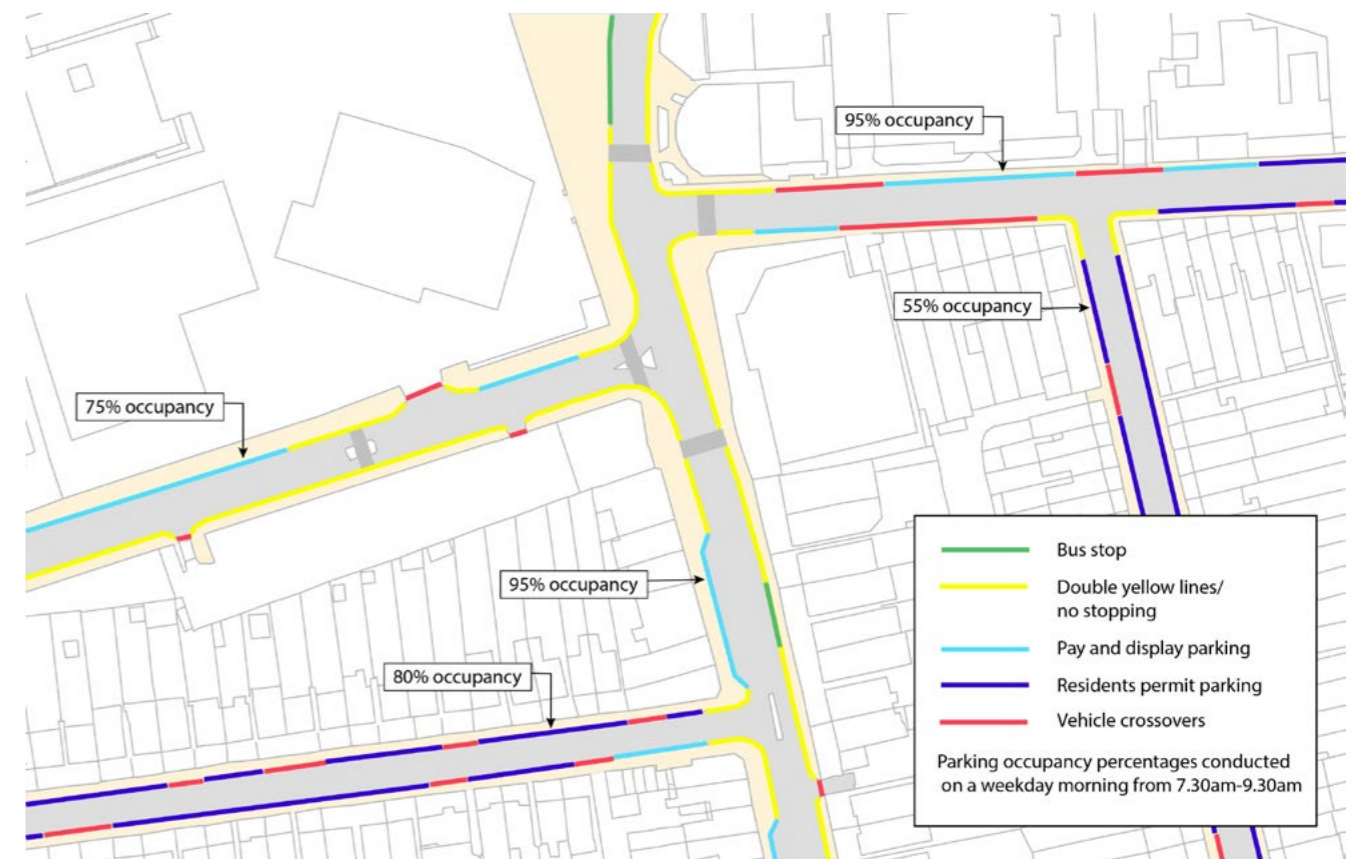 95% occupancy
55% occupancy
75% occupancy
95% occupancy
80% occupancy
Bus stop
Double yellow lines/
no stopping
Pay and display parking
Residents permit parking
Vehicle crossovers
Parking occupancy percentages conducted
on a weekday morning from 7.30am-9.30am